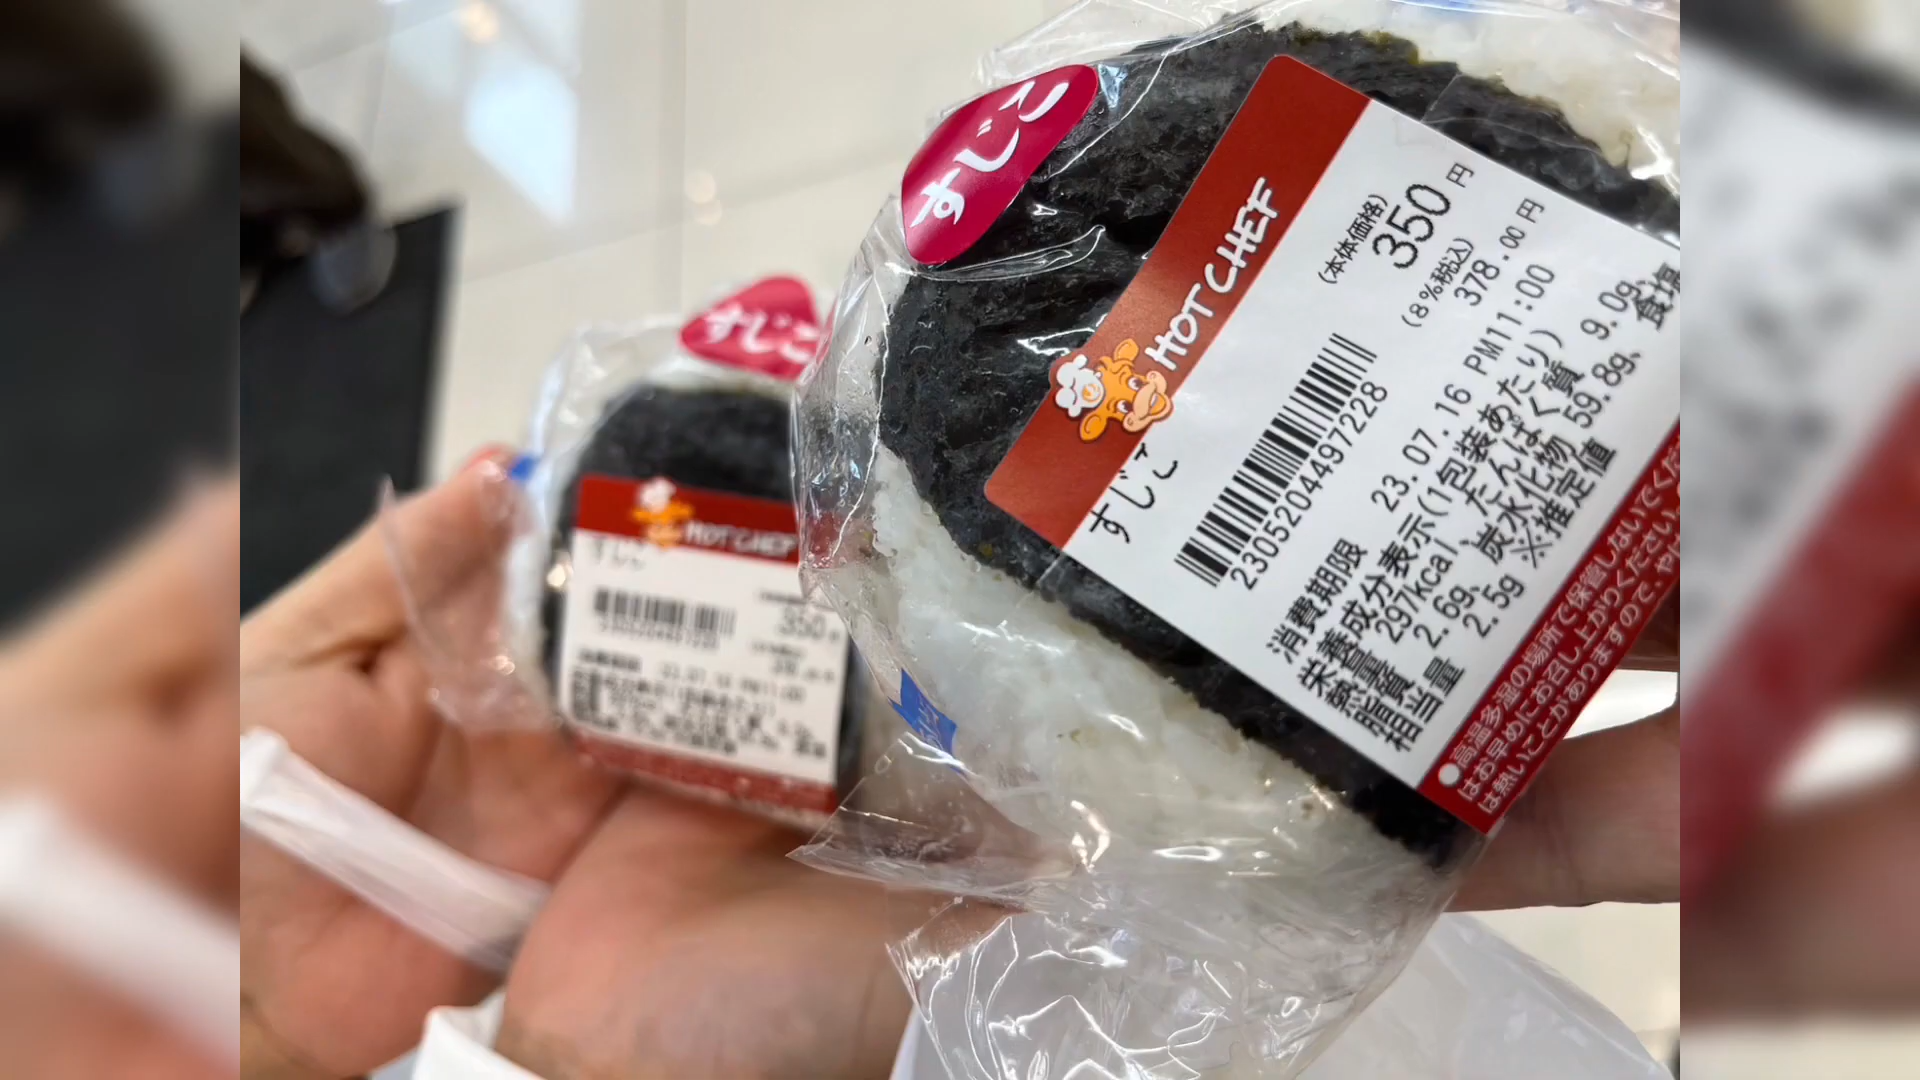 すじこ
HOT CHEF
すじこ
(本体価格)
350円
(8%税込)
378.00円
2305204497228
消費期限 23.07.16 PM11:00
栄養成分表示(1包装あたり)
熱量 297kcal、たんぱく質 9.0g、
脂質 2.6g、炭水化物 59.8g、食塩
相当量 2.5g ※推定値
●高温多湿の場所で保管しないでくだ
はお早めにお召し上がりください。
は熱いことがありますので、や
すじこ
HOT CHEF
すじこ
350